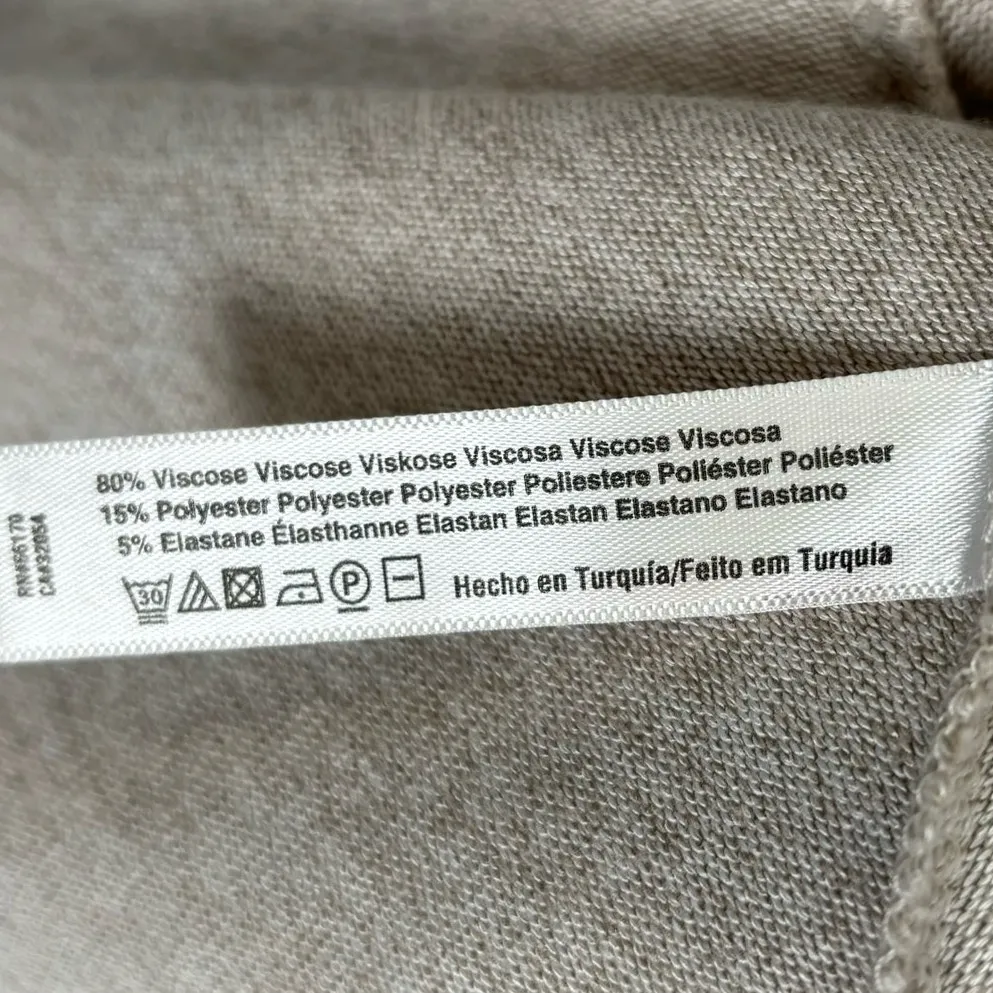 80% Viscose Viscose Viskose Viscosa Viscose Viscosa
15% Polyester Polyester Polyester Poliestere Poliéster Poliéster
5% Elastane Élasthanne Elastan Elastan Elastano Elastano
30 P Hecho en Turquía/Feito em Turquia